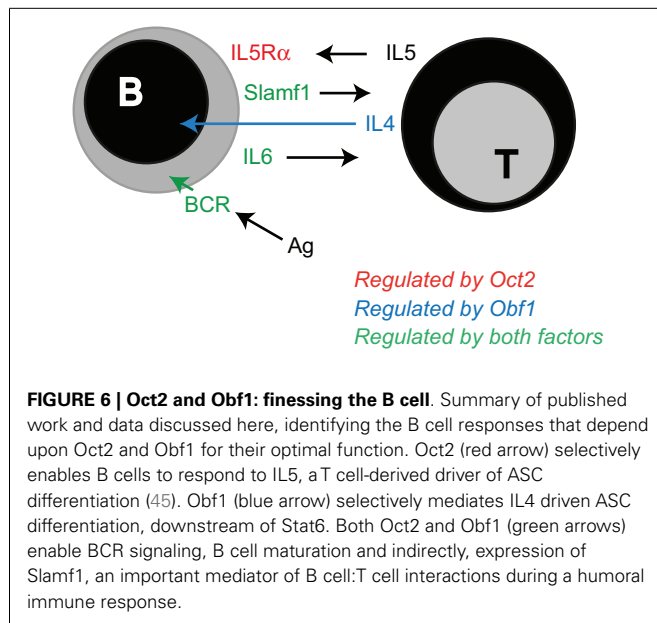 IL5Rα
IL5
B
Slamf1
IL4
IL6
T
BCR
Ag
Regulated by Oct2
Regulated by Obf1
Regulated by both factors
FIGURE 6 | Oct2 and Obf1: finessing the B cell. Summary of published
work and data discussed here, identifying the B cell responses that depend
upon Oct2 and Obf1 for their optimal function. Oct2 (red arrow) selectively
enables B cells to respond to IL5, a T cell-derived driver of ASC
differentiation (45). Obf1 (blue arrow) selectively mediates IL4 driven ASC
differentiation, downstream of Stat6. Both Oct2 and Obf1 (green arrows)
enable BCR signaling, B cell maturation and indirectly, expression of
Slamf1, an important mediator of B cell:T cell interactions during a humoral
immune response.